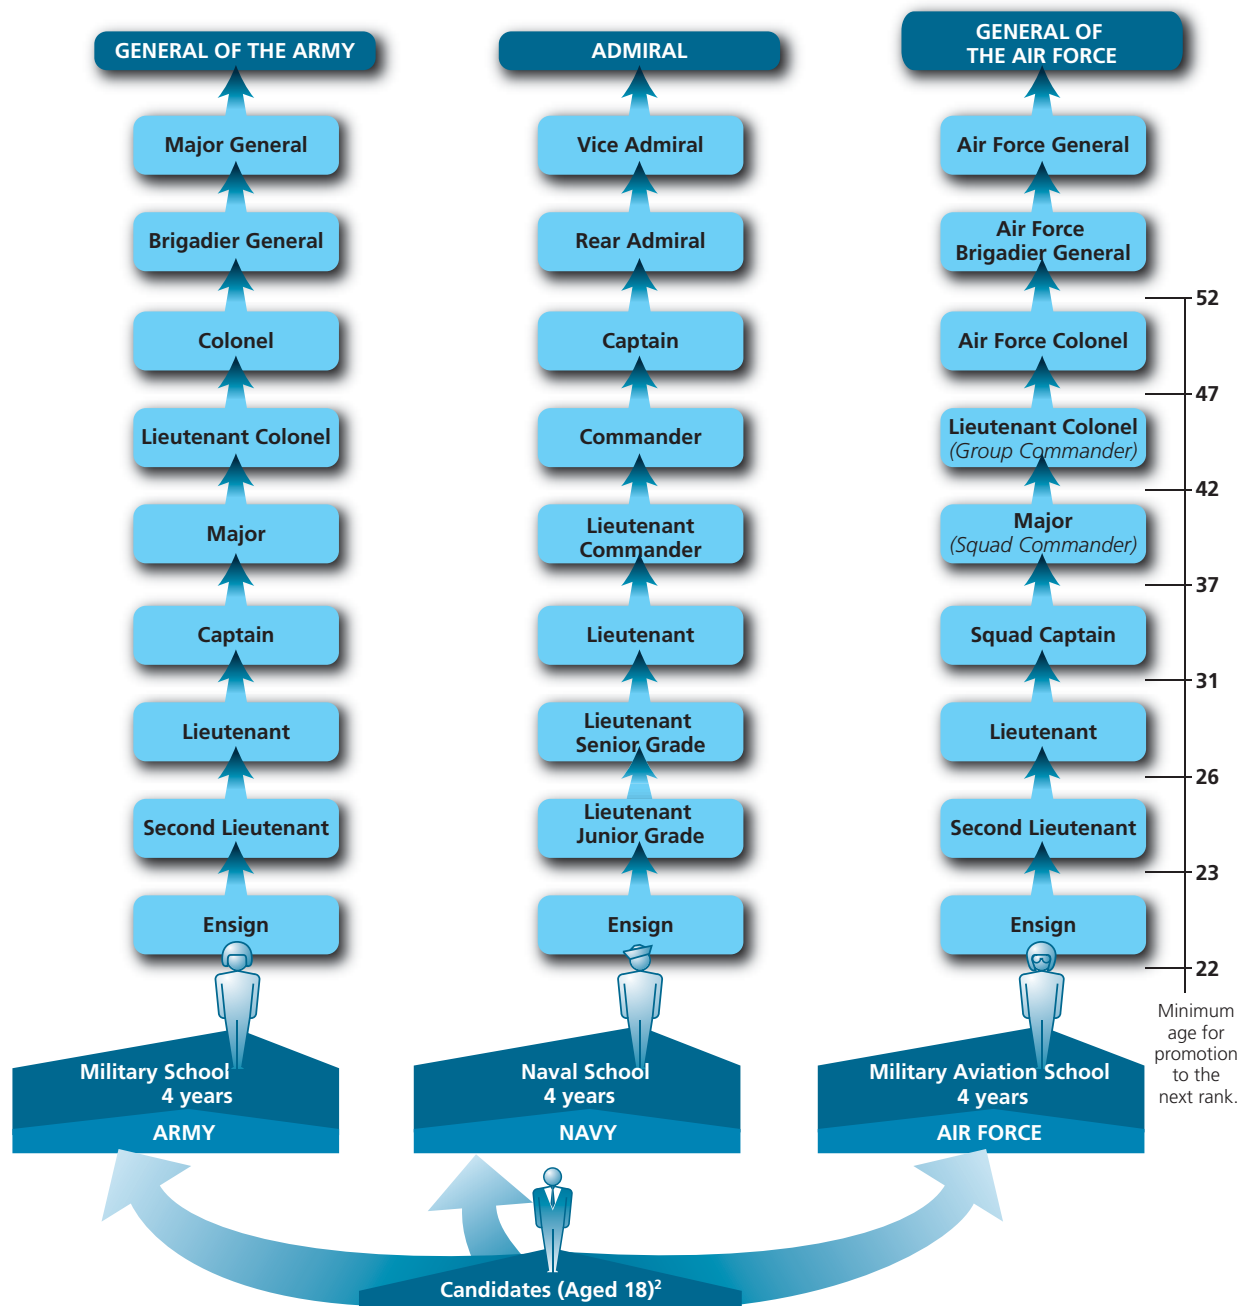 GENERAL OF THE ARMY
Major General
Brigadier General
Colonel
Lieutenant Colonel
Major
Captain
Lieutenant
Second Lieutenant
Ensign
Military School
4 years
ARMY
ADMIRAL
Vice Admiral
Rear Admiral
Captain
Commander
Lieutenant
Commander
Lieutenant
Lieutenant
Senior Grade
Lieutenant
Junior Grade
Ensign
Naval School
4 years
NAVY
GENERAL OF
THE AIR FORCE
Air Force General
Air Force
Brigadier General
Air Force Colonel
Lieutenant Colonel
(Group Commander)
Major
(Squad Commander)
Squad Captain
Lieutenant
Second Lieutenant
Ensign
Military Aviation School
4 years
AIR FORCE
52
47
42
37
31
26
23
22
Minimum
age for
promotion
to the
next rank.
Candidates (Aged 18)²